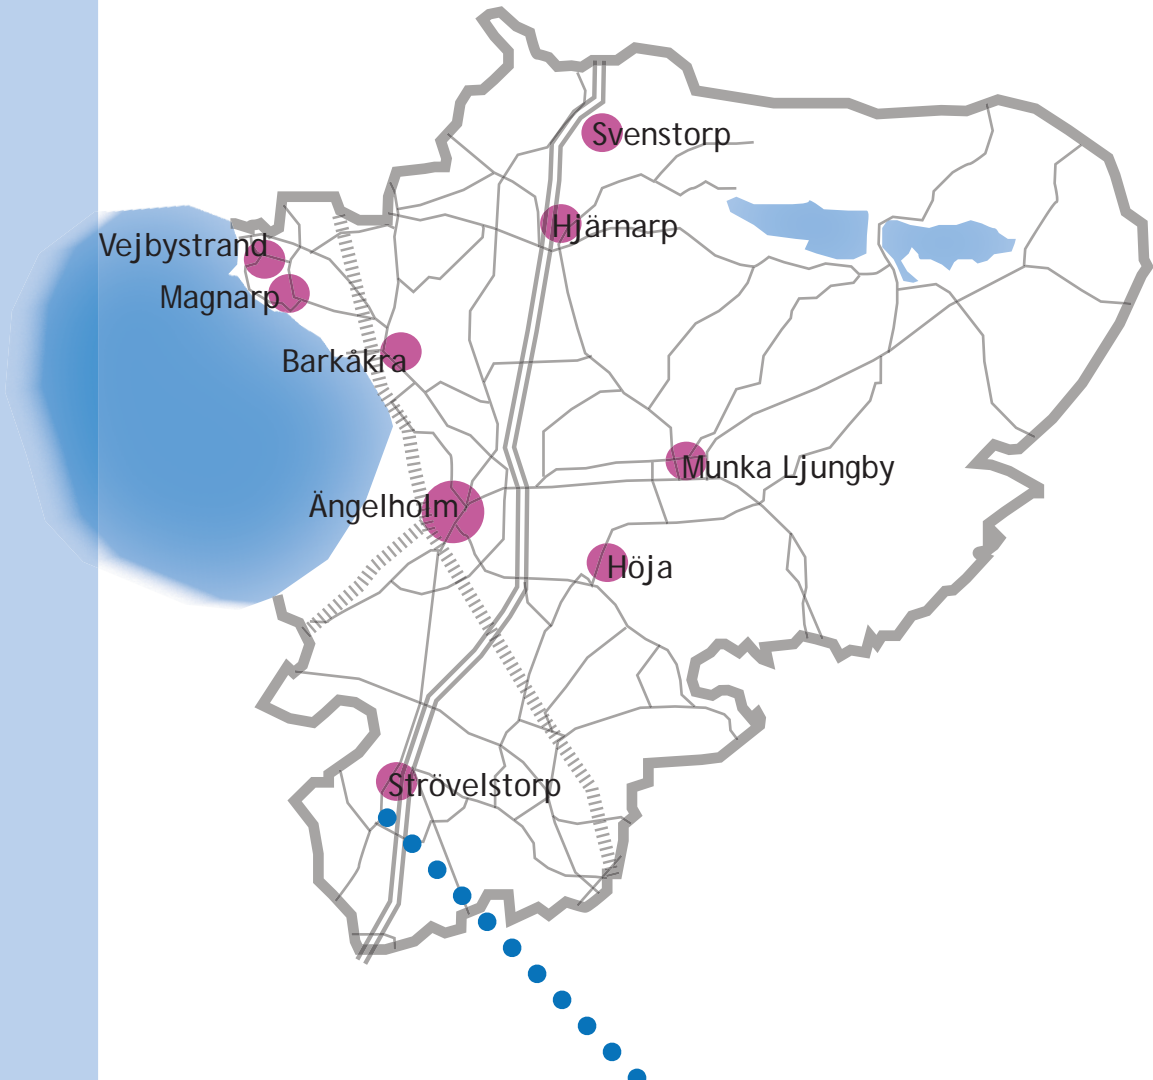 Svenstorp
Hjärnarp
Vejbystrand
Magnarp
Barkåkra
Munka Ljungby
Ängelholm
Höja
Strövelstorp